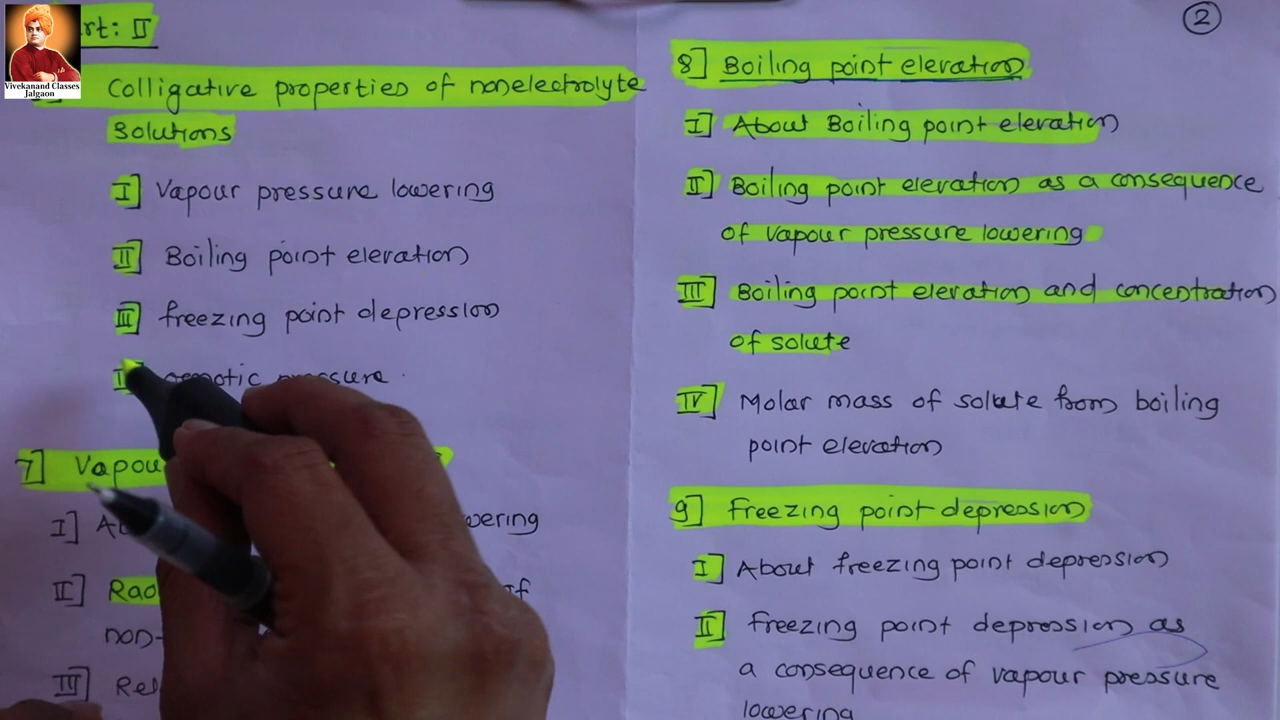 Vivekanand Classes
Jalgaon
rt: II
Colligative properties of nonelectrolyte
solutions
I] Vapour pressure lowering
II] Boiling point elevation
III] freezing point depression
osmotic pressure
7] Vapou
I] Ab wering
II] Rao of
non-
III] Rel
2
8] Boiling point elevation
I] About Boiling point elevation
II] Boiling point elevation as a consequence
of vapour pressure lowering
III] Boiling point elevation and concentration
of solute
IV] Molar mass of solute from boiling
point elevation
9] Freezing point depression
I] About freezing point depression
II] freezing point depression as
a consequence of vapour pressure
lowering